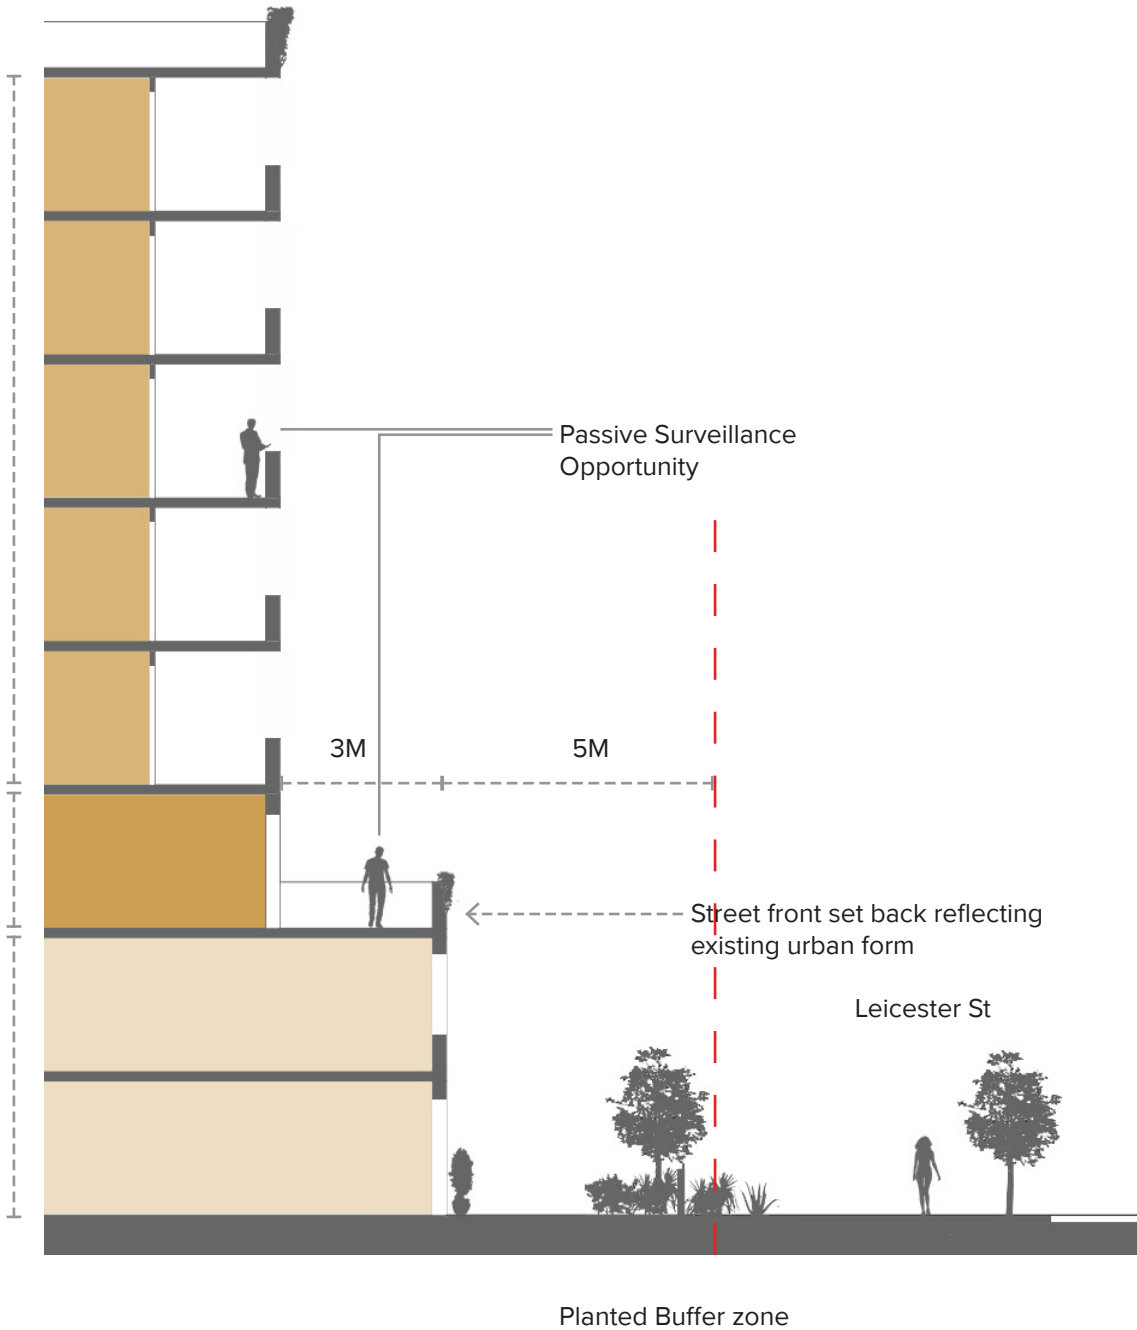 Passive Surveillance
Opportunity
3M
5M
Street front set back reflecting
existing urban form
Leicester St
Planted Buffer zone